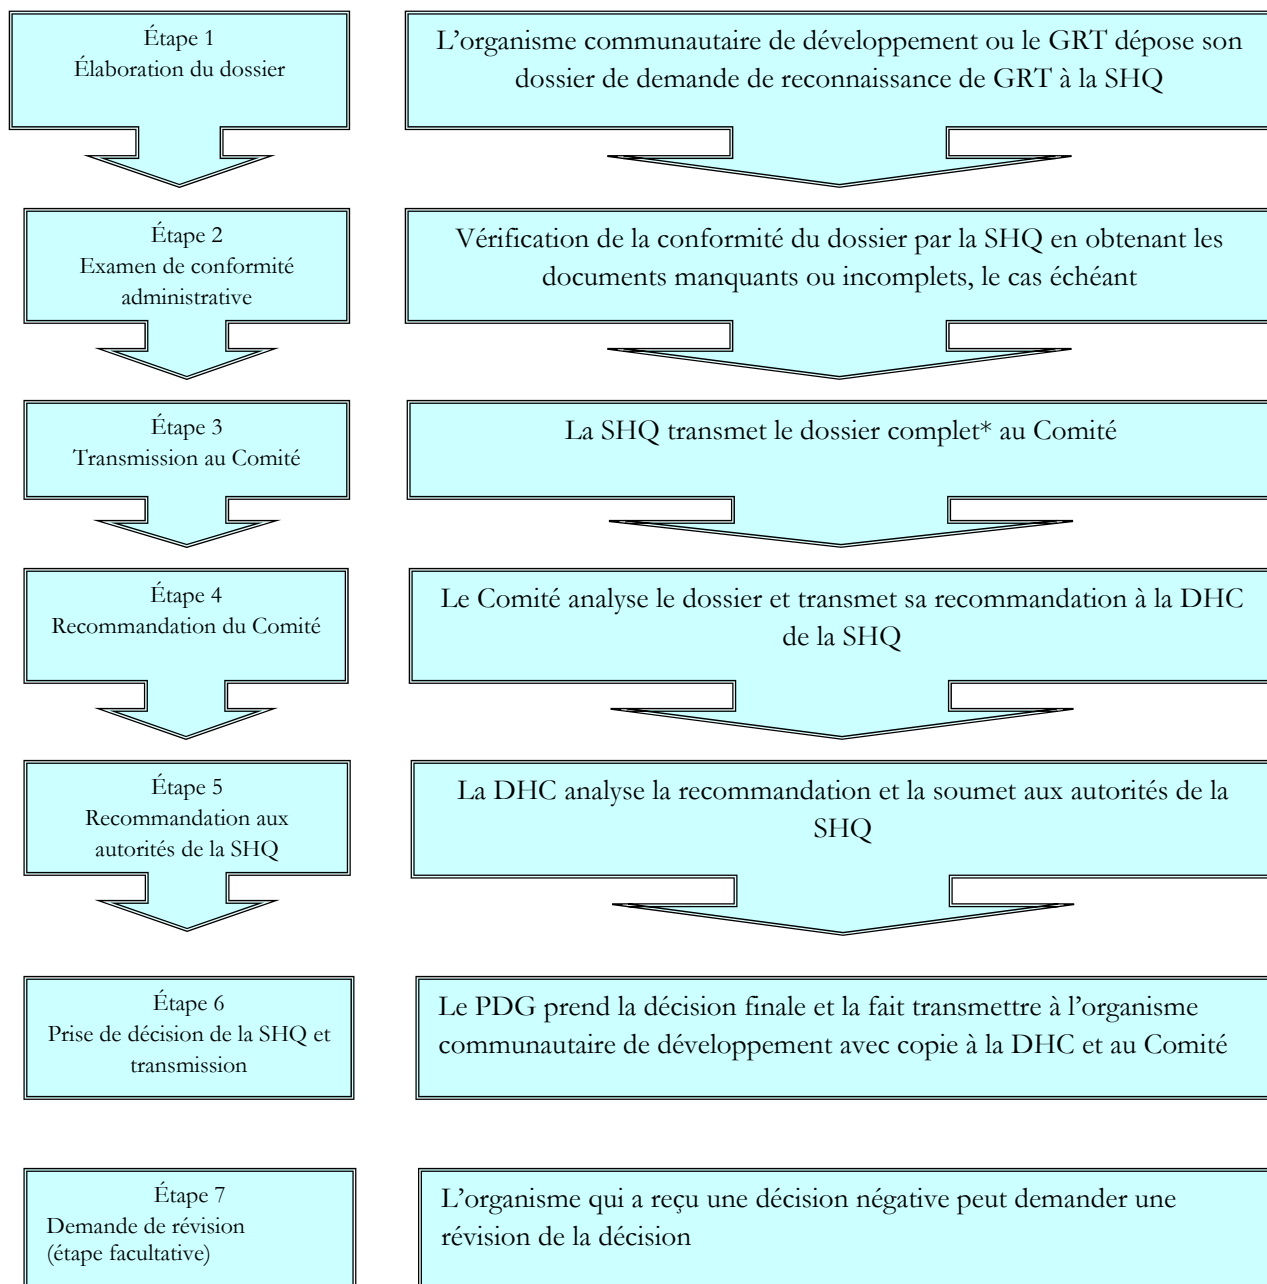 Étape 1
Élaboration du dossier
L’organisme communautaire de développement ou le GRT dépose son
dossier de demande de reconnaissance de GRT à la SHQ
Étape 2
Examen de conformité
administrative
Vérification de la conformité du dossier par la SHQ en obtenant les
documents manquants ou incomplets, le cas échéant
Étape 3
Transmission au Comité
La SHQ transmet le dossier complet* au Comité
Étape 4
Recommandation du Comité
Le Comité analyse le dossier et transmet sa recommandation à la DHC
de la SHQ
Étape 5
Recommandation aux
autorités de la SHQ
La DHC analyse la recommandation et la soumet aux autorités de la
SHQ
Étape 6
Prise de décision de la SHQ et
transmission
Le PDG prend la décision finale et la fait transmettre à l’organisme
communautaire de développement avec copie à la DHC et au Comité
Étape 7
Demande de révision
(étape facultative)
L’organisme qui a reçu une décision négative peut demander une
révision de la décision